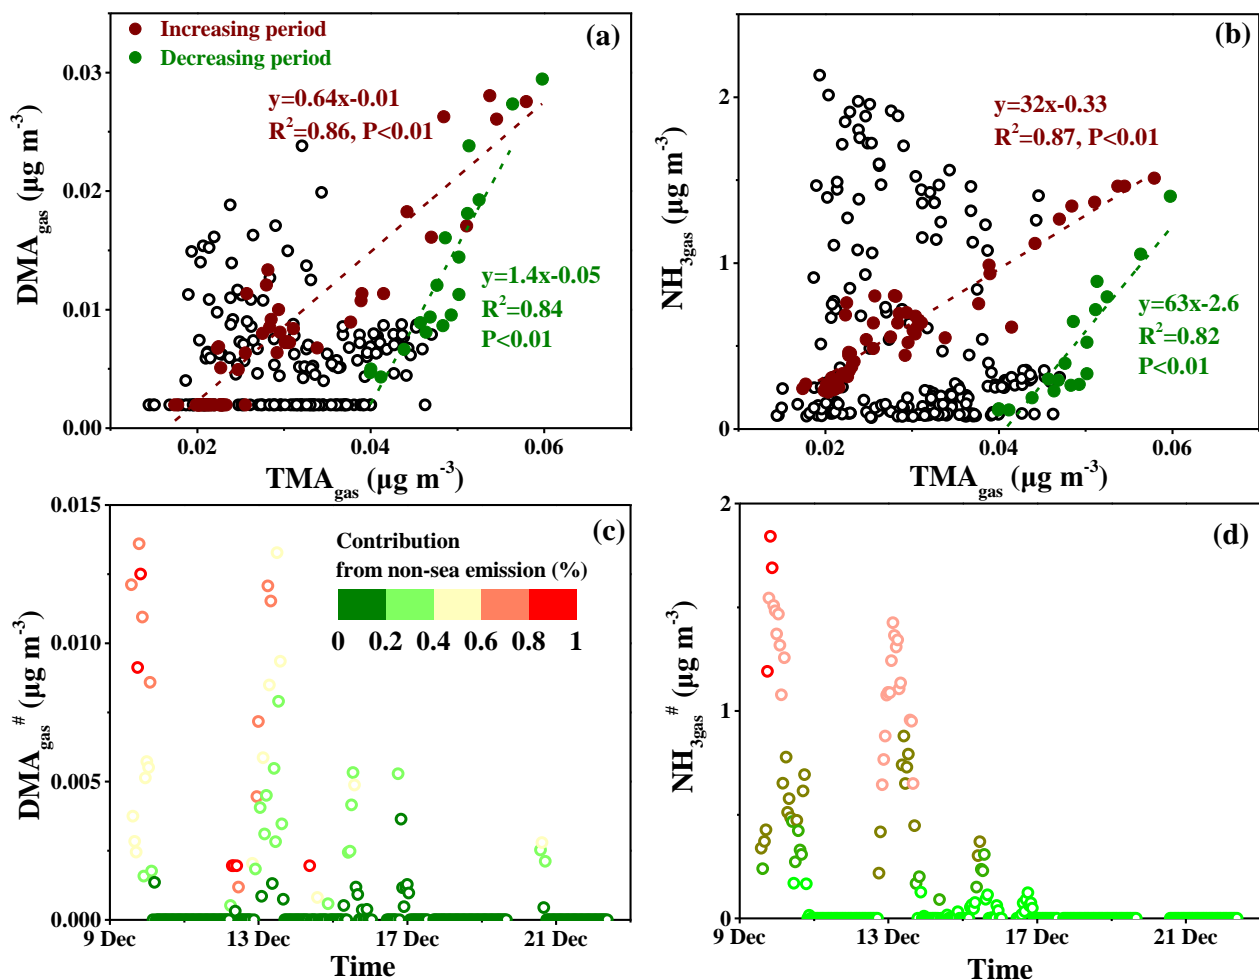 (a)
Increasing period
Decreasing period
y=0.64x-0.01
R²=0.86, P<0.01
y=1.4x-0.05
R²=0.84
P<0.01
0.03
0.02
0.01
0.00
DMAgas (μg m⁻³)
0.02
0.04
0.06
TMAgas (μg m⁻³)
(b)
y=32x-0.33
R²=0.87, P<0.01
y=63x-2.6
R²=0.82
P<0.01
2
1
0
NH3gas (μg m⁻³)
0.02
0.04
0.06
TMAgas (μg m⁻³)
(c)
Contribution
from non-sea emission (%)
0 0.2 0.4 0.6 0.8 1
0.015
0.010
0.005
0.000
DMAgas# (μg m⁻³)
9 Dec
13 Dec
17 Dec
21 Dec
Time
(d)
2
1
0
NH3gas# (μg m⁻³)
9 Dec
13 Dec
17 Dec
21 Dec
Time